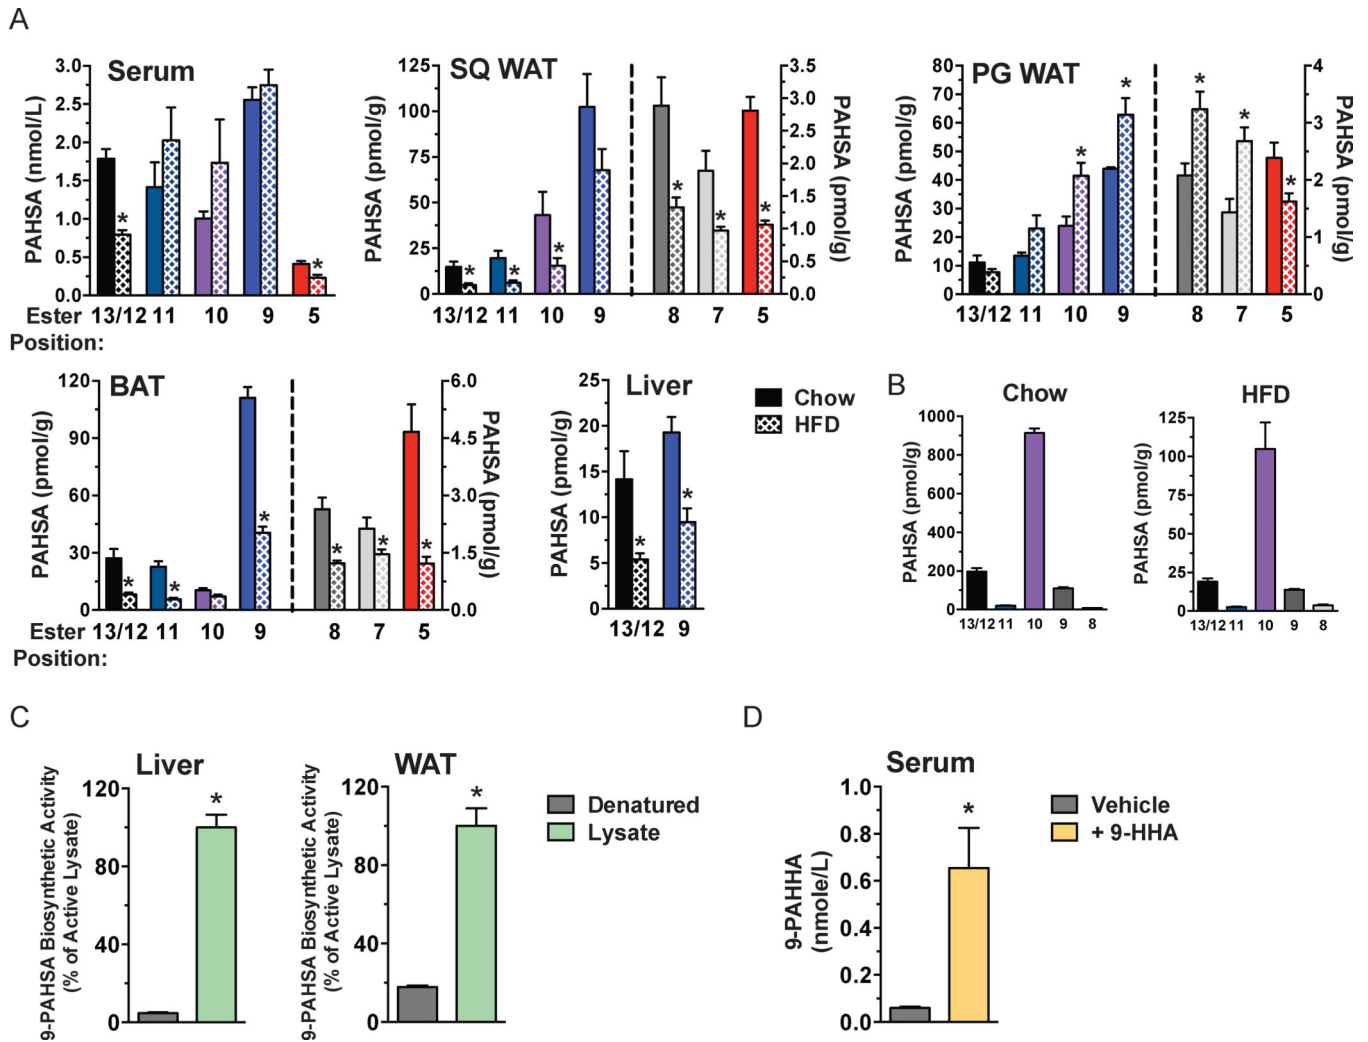 A
Serum
PAHSA (nmol/L)
3.0
2.5
2.0
1.5
1.0
0.5
0.0
* *
Ester
Position:
13/12 11 10 9 5
SQ WAT
PAHSA (pmol/g)
125
100
75
50
25
0
* * * * * *
3.5
3.0
2.5
2.0
1.5
1.0
0.5
0.0
PAHSA (pmol/g)
13/12 11 10 9 8 7 5
PG WAT
PAHSA (pmol/g)
80
70
60
50
40
30
20
10
0
* * * * *
4
3
2
1
0
PAHSA (pmol/g)
13/12 11 10 9 8 7 5
BAT
PAHSA (pmol/g)
120
90
60
30
0
* * * * * *
6.0
4.5
3.0
1.5
0.0
PAHSA (pmol/g)
Ester
Position:
13/12 11 10 9 8 7 5
Liver
PAHSA (pmol/g)
25
20
15
10
5
0
* *
13/12 9
Chow
HFD
B
Chow
PAHSA (pmol/g)
1000
800
600
400
200
0
13/12 11 10 9 8
HFD
PAHSA (pmol/g)
125
100
75
50
25
0
13/12 11 10 9 8
C
Liver
9-PAHSA Biosynthetic Activity
(% of Active Lysate)
120
80
40
0
*
WAT
9-PAHSA Biosynthetic Activity
(% of Active Lysate)
120
80
40
0
*
Denatured
Lysate
D
Serum
9-PAHHA
(nmole/L)
1.0
0.8
0.6
0.4
0.2
0.0
*
Vehicle
+ 9-HHA